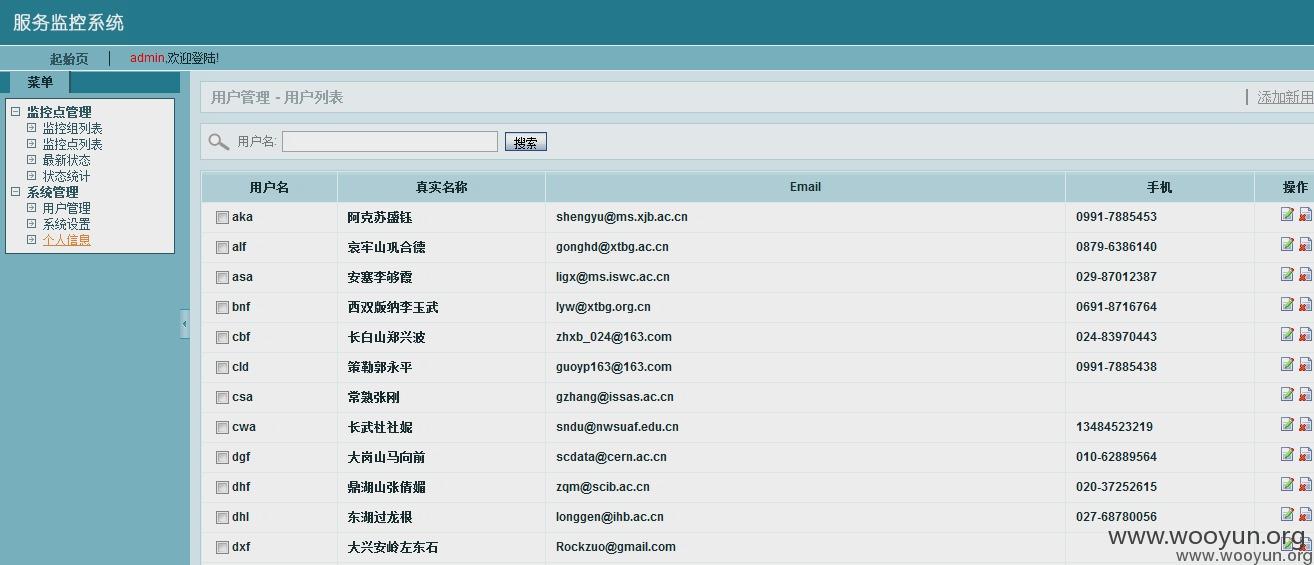 服务监控系统
起始页 | admin,欢迎登陆!
菜单
监控点管理
监控组列表
监控点列表
最新状态
状态统计
系统管理
用户管理
系统设置
个人信息
用户管理 - 用户列表
添加新用
用户名: 搜索
用户名 真实名称 Email 手机 操作
aka 阿克苏盛钰 shengyu@ms.xjb.ac.cn 0991-7885453
alf 哀牢山巩合德 gonghd@xtbg.ac.cn 0879-6386140
asa 安塞李够霞 ligx@ms.iswc.ac.cn 029-87012387
bnf 西双版纳李玉武 lyw@xtbg.org.cn 0691-8716764
cbf 长白山郑兴波 zhxb_024@163.com 024-83970443
cld 策勒郭永平 guoyp163@163.com 0991-7885438
csa 常熟张刚 gzhang@issas.ac.cn
cwa 长武杜社妮 sndu@nwsuaf.edu.cn 13484523219
dgf 大岗山马向前 scdata@cern.ac.cn 010-62889564
dhf 鼎湖山张倩媚 zqm@scib.ac.cn 020-37252615
dhl 东湖过龙根 longgen@ihb.ac.cn 027-68780056
dxf 大兴安岭左东石 Rockzuo@gmail.com
www.wooyun.org
www.wooyun.org